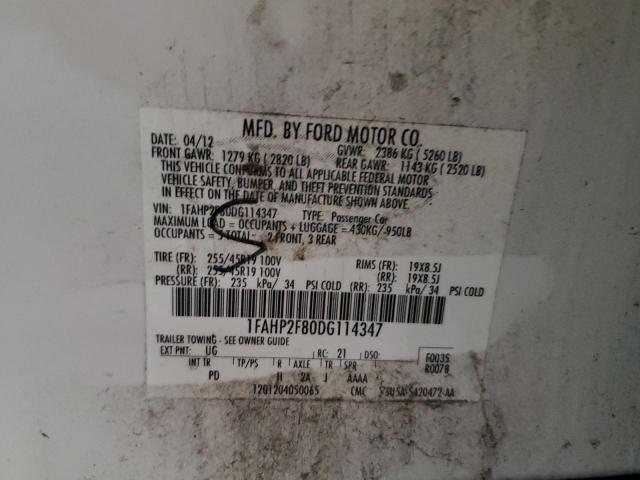 MFD. BY FORD MOTOR CO.
DATE: 04/12 GVWR: 2386 KG (5260 LB)
FRONT GAWR: 1279 KG (2820 LB) REAR GAWR: 1143 KG (2520 LB)
THIS VEHICLE CONFORMS TO ALL APPLICABLE FEDERAL MOTOR
VEHICLE SAFETY, BUMPER, AND THEFT PREVENTION STANDARDS
IN EFFECT ON THE DATE OF MANUFACTURE SHOWN ABOVE.
VIN: 1FAHP2F80DG114347 TYPE: Passenger Car
MAXIMUM LOAD = OCCUPANTS + LUGGAGE = 430KG/-950LB
OCCUPANTS = 5 TOTAL- 2 FRONT, 3 REAR
TIRE (FR): 255/45R19 100V RIMS (FR): 19X8.5J
(RR): 255/45R19 100V (RR): 19X8.5J
PRESSURE (FR): 235 kPa/ 34 PSI COLD (RR): 235 kPa/ 34 PSI COLD
1FAHP2F80DG114347
TRAILER TOWING - SEE OWNER GUIDE
EXT PNT: UG RC: 21 DSO: F0035
INT TR TP/PS R AXLE TR SPR R0078
PD H 2A J AAAA
1201204050065 CMC 5420472-AA